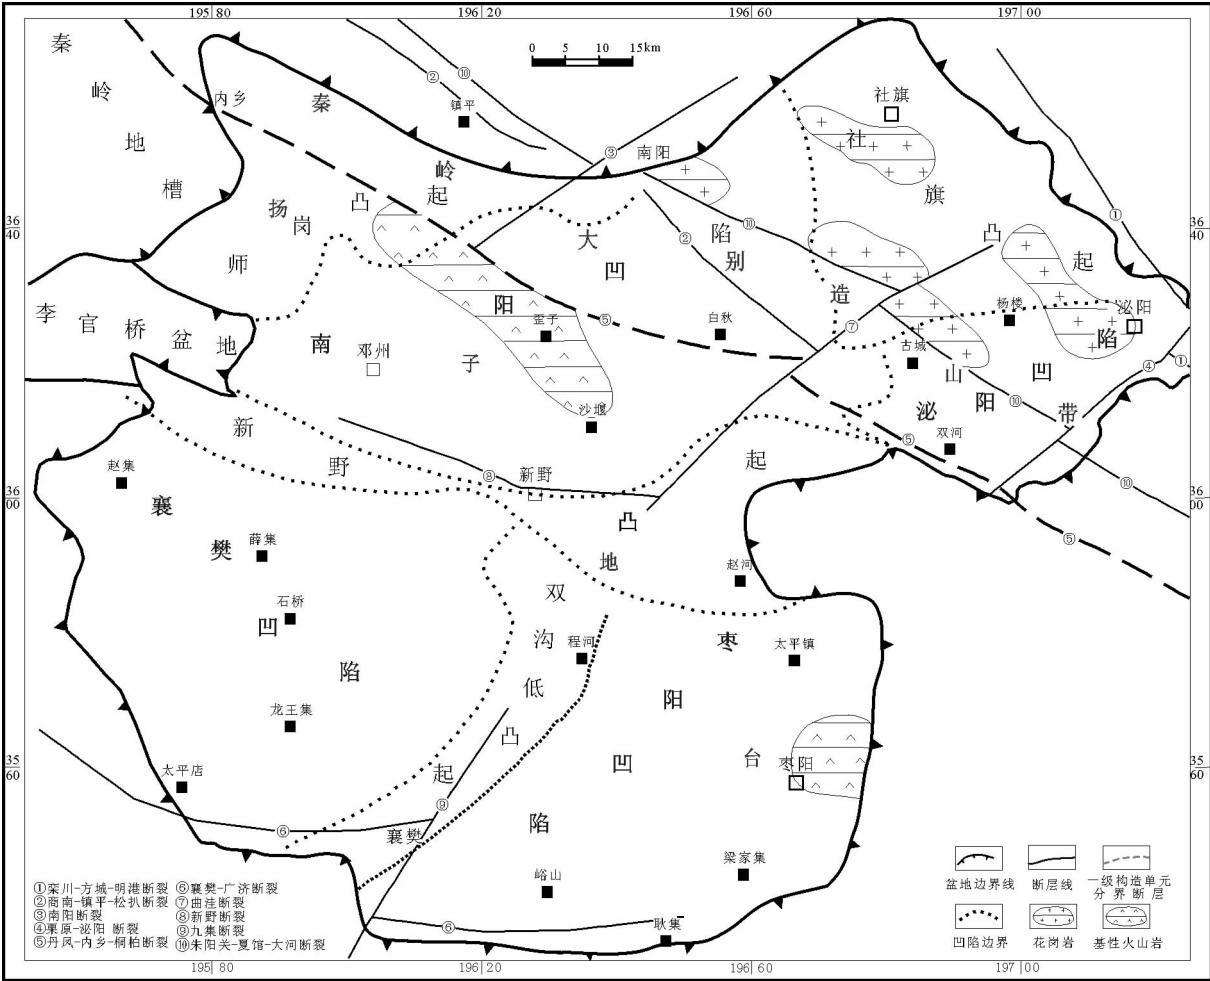 195 80
196 20
196 60
197 00
0 5 10 15km
秦岭地槽
秦岭
内乡
镇平
社旗
南阳
社旗凸起
师岗凸起
扬子地台
南阳凹陷
大别造山带
36 40
36 40
李官桥盆地
邓州
歪子
沙堰
白秋
古城
杨楼
泌阳
泌阳凹陷
双河
新野凸起
新野
赵集
36 00
36 00
襄樊凹陷
薛集
石桥
龙王集
太平店
双沟低凸起
程河
赵河
太平镇
枣阳凹陷
枣阳
35 60
35 60
襄樊
峪山
梁家集
耿集
①
②
③
④
⑤
⑥
⑦
⑧
⑨
⑩
①栾川-方城-明港断裂
②商南-镇平-松扒断裂
③南阳断裂
④栗原-泌阳 断裂
⑤丹凤-内乡-桐柏断裂
⑥襄樊-广济断裂
⑦曲洼断裂
⑧新野断裂
⑨九集断裂
⑩朱阳关-夏馆-大河断裂
盆地边界线
断层线
一级构造单元
分界断层
凹陷边界
花岗岩
基性火山岩
195 80
196 20
196 60
197 00